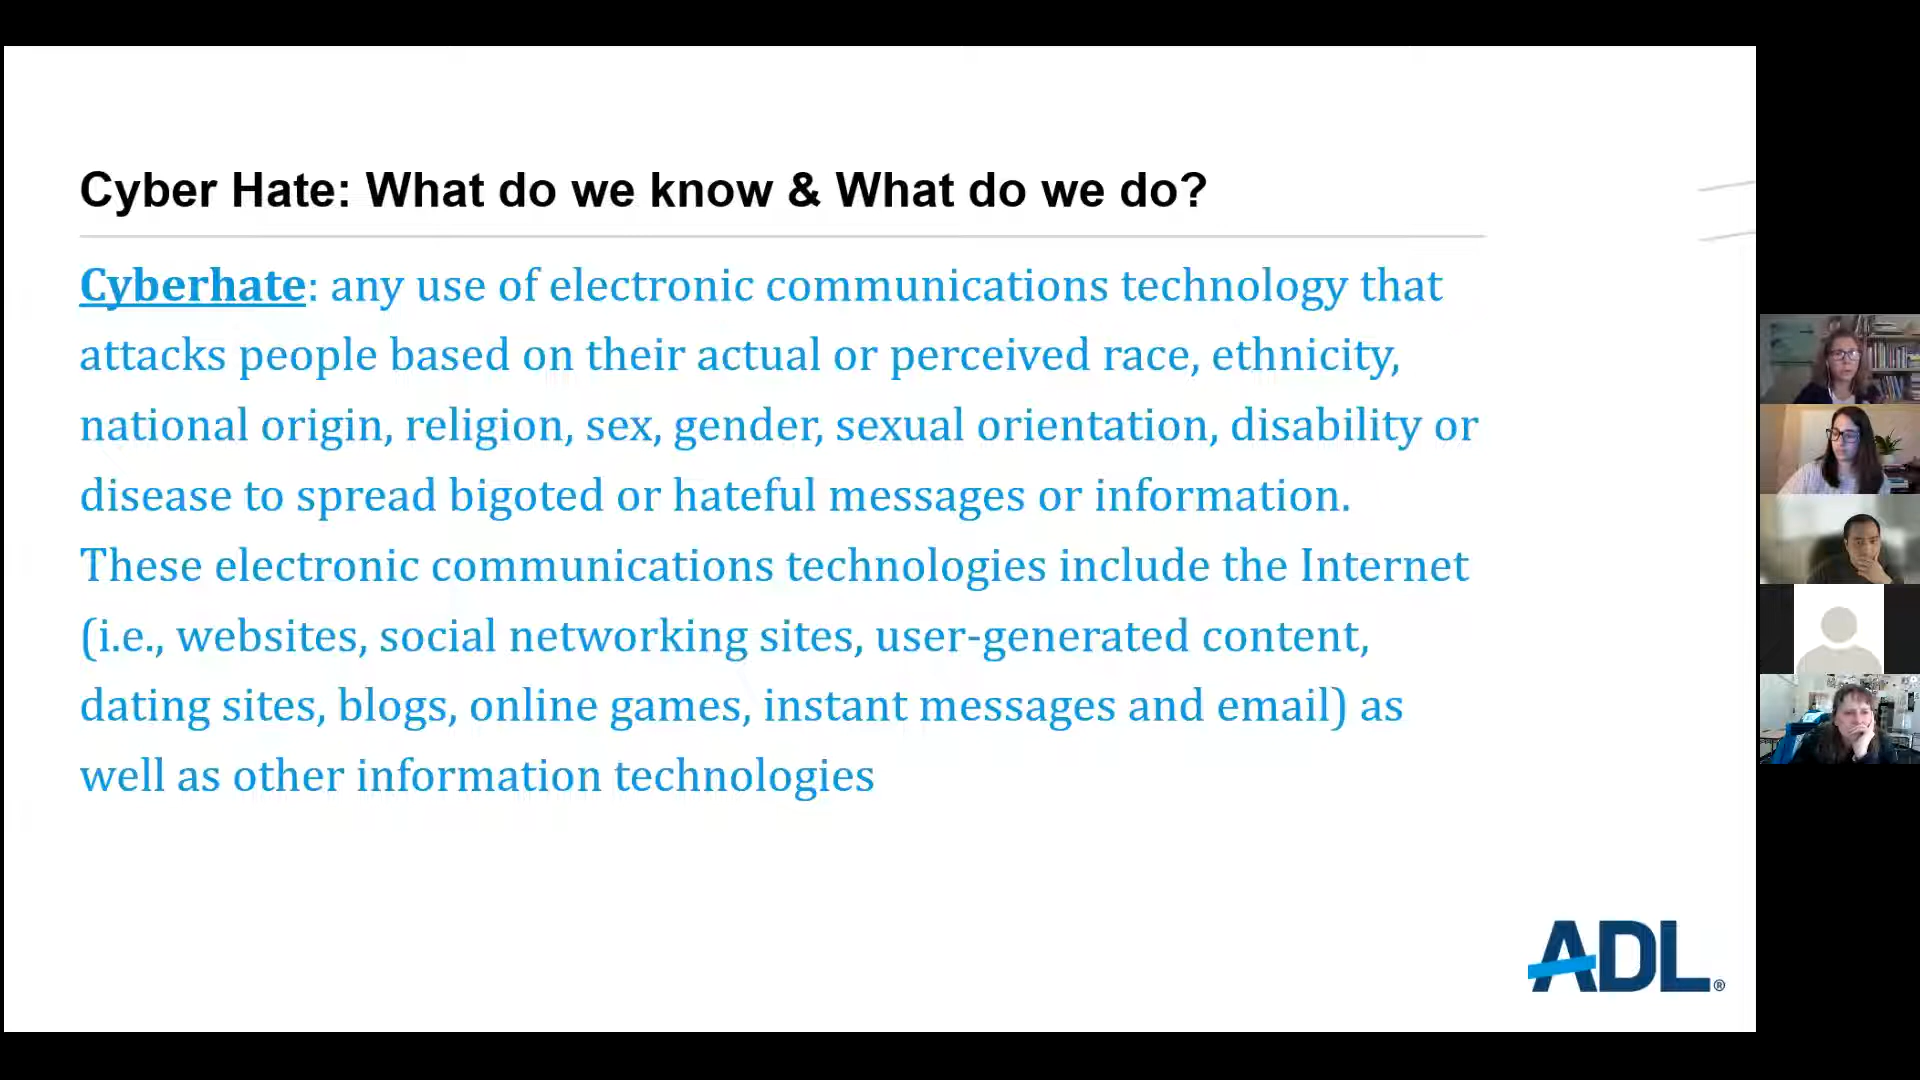 Cyber Hate: What do we know & What do we do?
Cyberhate: any use of electronic communications technology that
attacks people based on their actual or perceived race, ethnicity,
national origin, religion, sex, gender, sexual orientation, disability or
disease to spread bigoted or hateful messages or information.
These electronic communications technologies include the Internet
(i.e., websites, social networking sites, user-generated content,
dating sites, blogs, online games, instant messages and email) as
well as other information technologies
ADL®